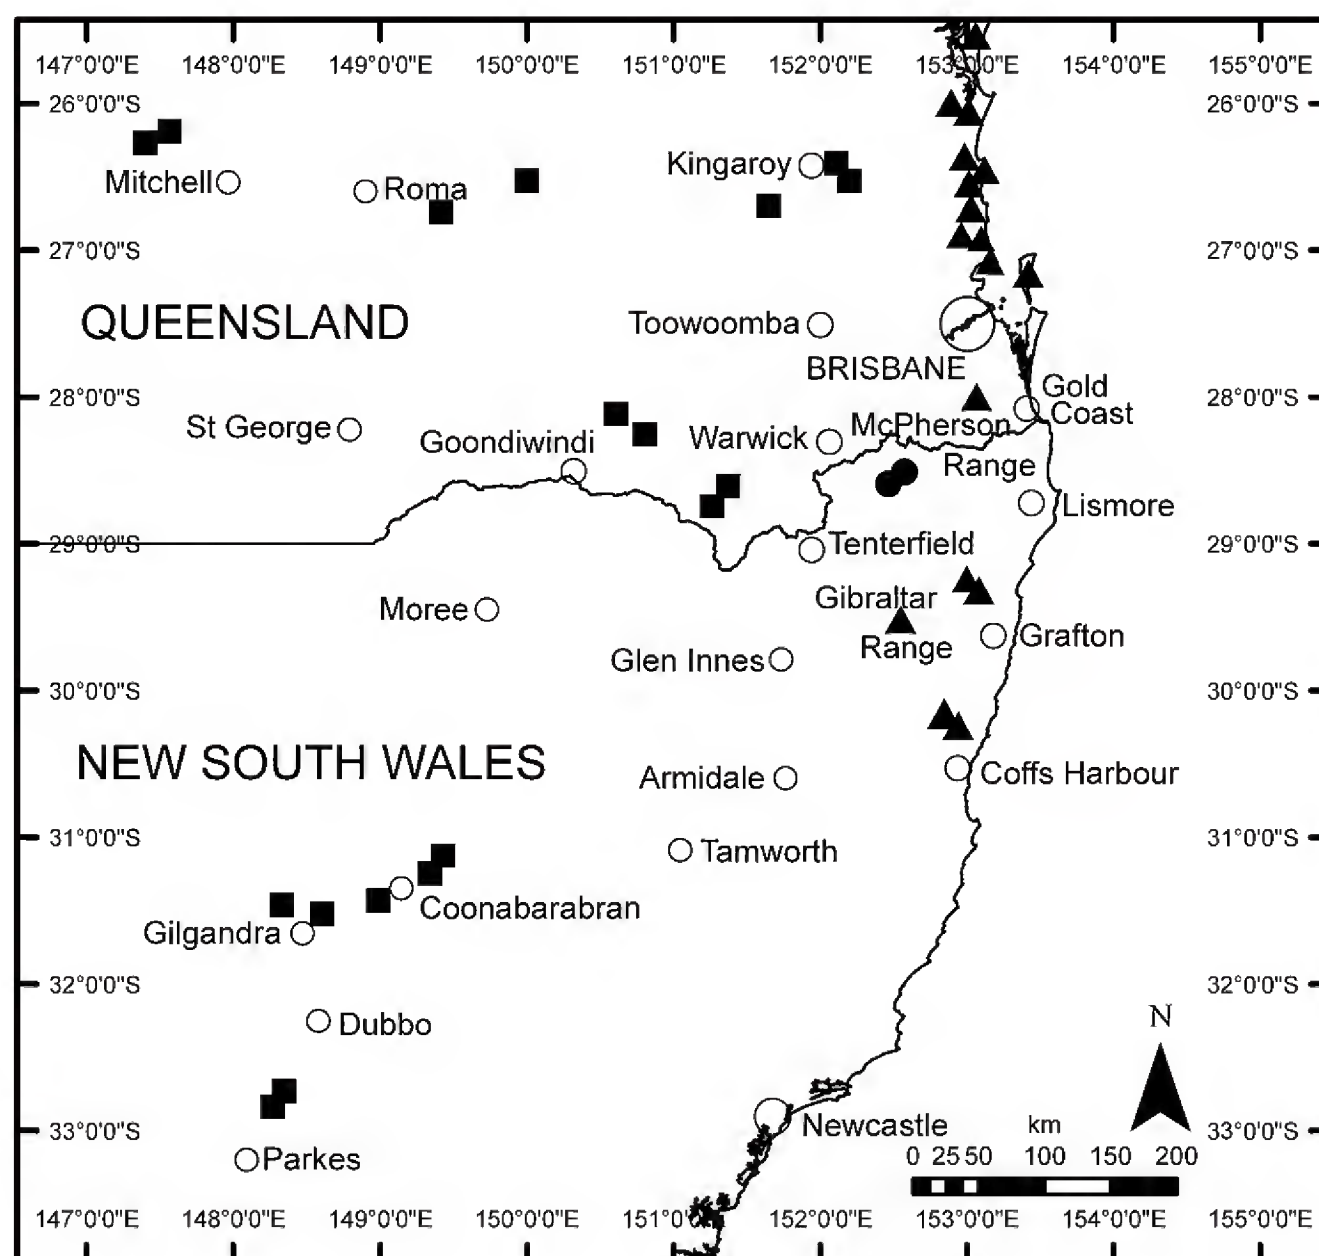 147°0'0"E 148°0'0"E 149°0'0"E 150°0'0"E 151°0'0"E 152°0'0"E 153°0'0"E 154°0'0"E 155°0'0"E
26°0'0"S 26°0'0"S
Kingaroy
Mitchell Roma
27°0'0"S 27°0'0"S
QUEENSLAND
Toowoomba
BRISBANE
Gold
Coast
28°0'0"S 28°0'0"S
St George
Goondiwindi
Warwick
McPherson
Range
Lismore
29°0'0"S 29°0'0"S
Tenterfield
Moree
Gibraltar
Range
Grafton
Glen Innes
30°0'0"S 30°0'0"S
NEW SOUTH WALES
Armidale
Coffs Harbour
31°0'0"S 31°0'0"S
Tamworth
Coonabarabran
Gilgandra
32°0'0"S 32°0'0"S
Dubbo
N
Newcastle
33°0'0"S 33°0'0"S
km
0 25 50 100 150 200
Parkes
147°0'0"E 148°0'0"E 149°0'0"E 150°0'0"E 151°0'0"E 152°0'0"E 153°0'0"E 154°0'0"E 155°0'0"E